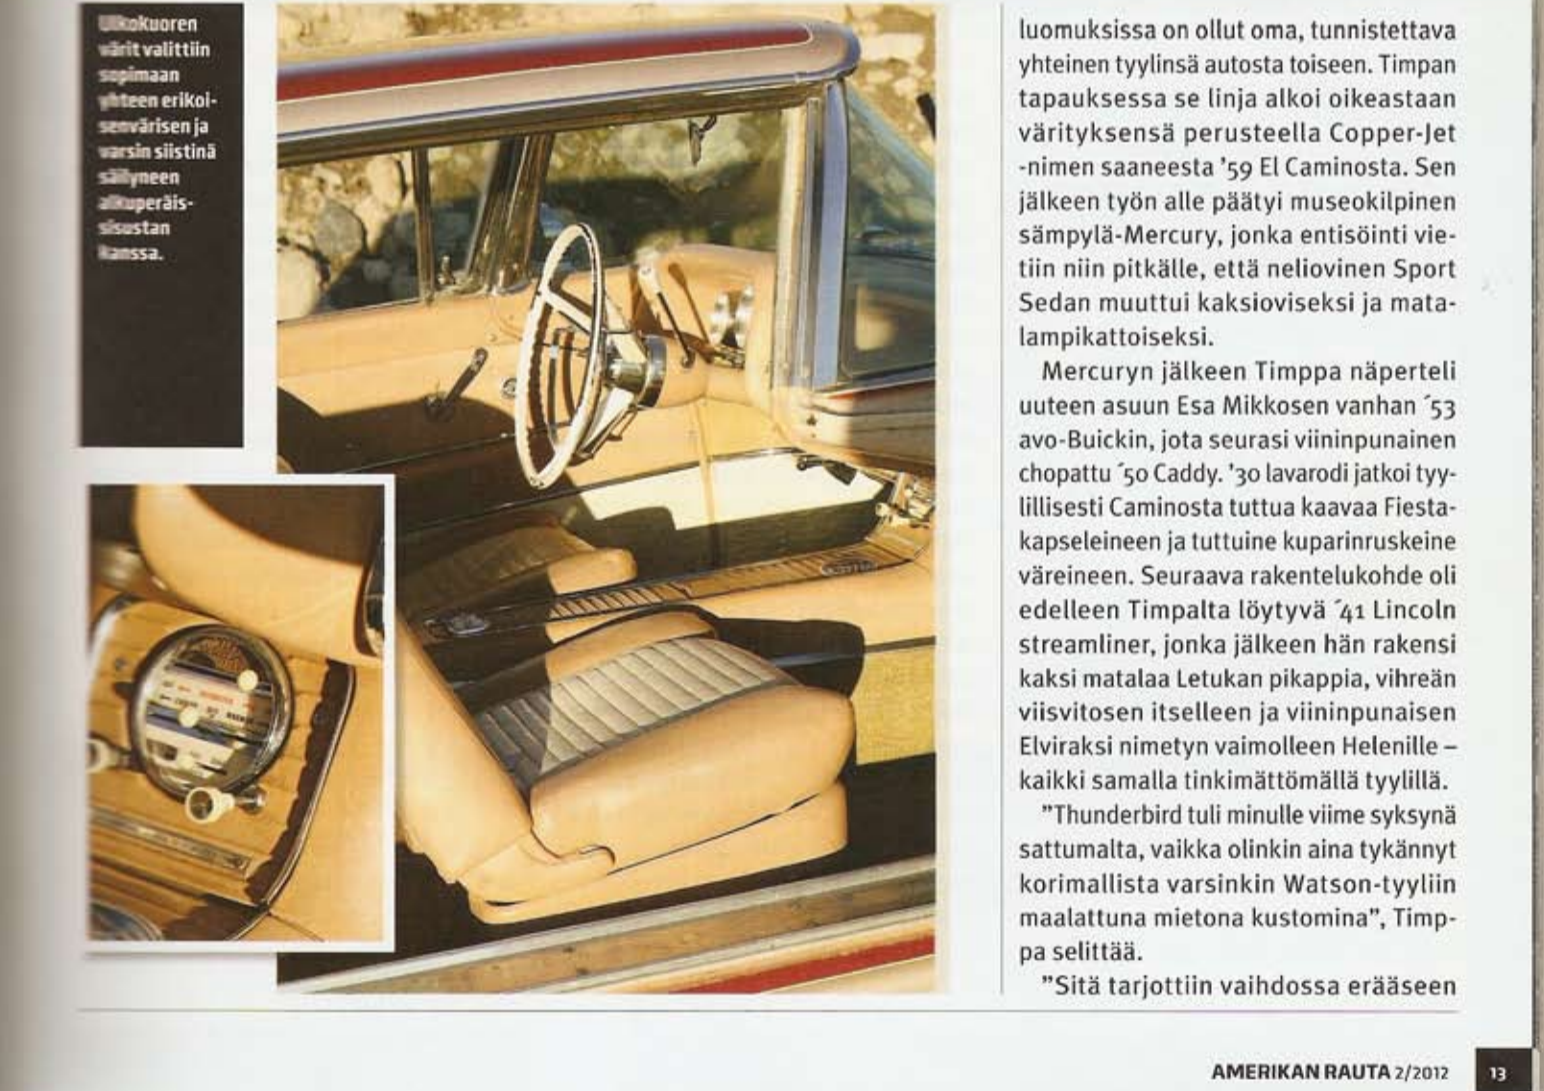 Ulkokuoren
värit valittiin
sopimaan
yhteen erikoi-
senvärisen ja
varsin siistinä
säilyneen
alkuperäis-
sisustan
kanssa.
luomuksissa on ollut oma, tunnistettava
yhteinen tyylinsä autosta toiseen. Timpan
tapauksessa se linja alkoi oikeastaan
värityksensä perusteella Copper-Jet
-nimen saaneesta ’59 El Caminosta. Sen
jälkeen työn alle päätyi museokilpinen
sämpylä-Mercury, jonka entisöinti vie-
tiin niin pitkälle, että neliovinen Sport
Sedan muuttui kaksioviseksi ja mata-
lampikattoiseksi.
Mercuryn jälkeen Timppa näperteli
uuteen asuun Esa Mikkosen vanhan ´53
avo-Buickin, jota seurasi viininpunainen
chopattu ´50 Caddy. ’30 lavarodi jatkoi tyy-
lillisesti Caminosta tuttua kaavaa Fiesta-
kapseleineen ja tuttuine kuparinruskeine
väreineen. Seuraava rakentelukohde oli
edelleen Timpalta löytyvä ´41 Lincoln
streamliner, jonka jälkeen hän rakensi
kaksi matalaa Letukan pikappia, vihreän
viisvitosen itselleen ja viininpunaisen
Elviraksi nimetyn vaimolleen Helenille –
kaikki samalla tinkimättömällä tyylillä.
”Thunderbird tuli minulle viime syksynä
sattumalta, vaikka olinkin aina tykännyt
korimallista varsinkin Watson-tyyliin
maalattuna mietona kustomina”, Timp-
pa selittää.
”Sitä tarjottiin vaihdossa erääseen
AMERIKAN RAUTA 2/2012 13